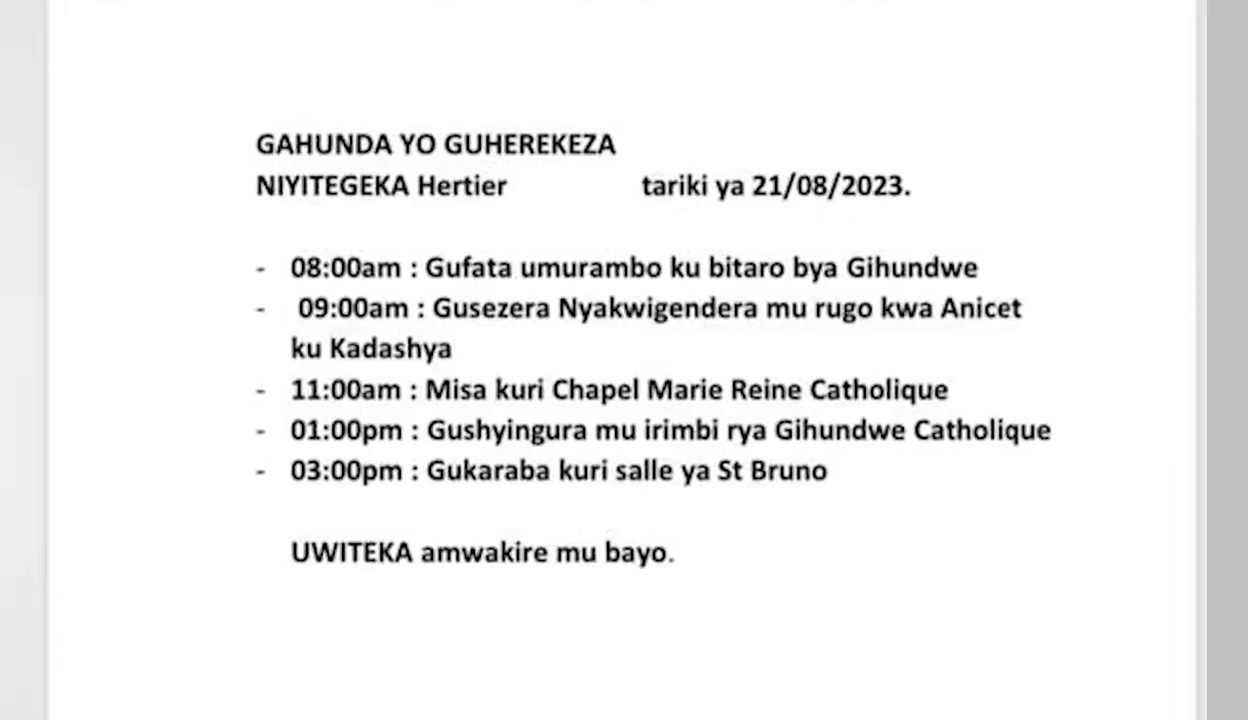 GAHUNDA YO GUHEREKEZA
NIYITEGEKA Hertier tariki ya 21/08/2023.
- 08:00am : Gufata umurambo ku bitaro bya Gihundwe
- 09:00am : Gusezera Nyakwigendera mu rugo kwa Anicet
ku Kadashya
- 11:00am : Misa kuri Chapel Marie Reine Catholique
- 01:00pm : Gushyingura mu irimbi rya Gihundwe Catholique
- 03:00pm : Gukaraba kuri salle ya St Bruno
UWITEKA amwakire mu bayo.